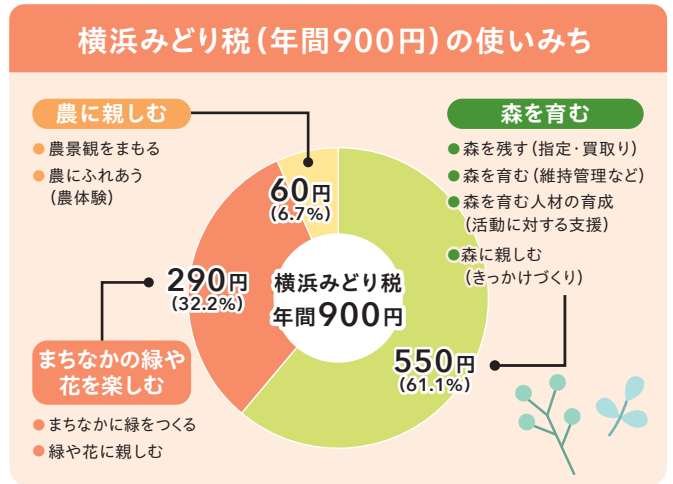 横浜みどり税(年間900円)の使いみち
農に親しむ
●農景観をまもる
●農にふれあう
(農体験)
森を育む
●森を残す(指定・買取り)
●森を育む(維持管理など)
●森を育む人材の育成
(活動に対する支援)
●森に親しむ
(きっかけづくり)
60円
(6.7%)
290円
(32.2%)
横浜みどり税
年間900円
550円
(61.1%)
まちなかの緑や
花を楽しむ
●まちなかに緑をつくる
●緑や花に親しむ